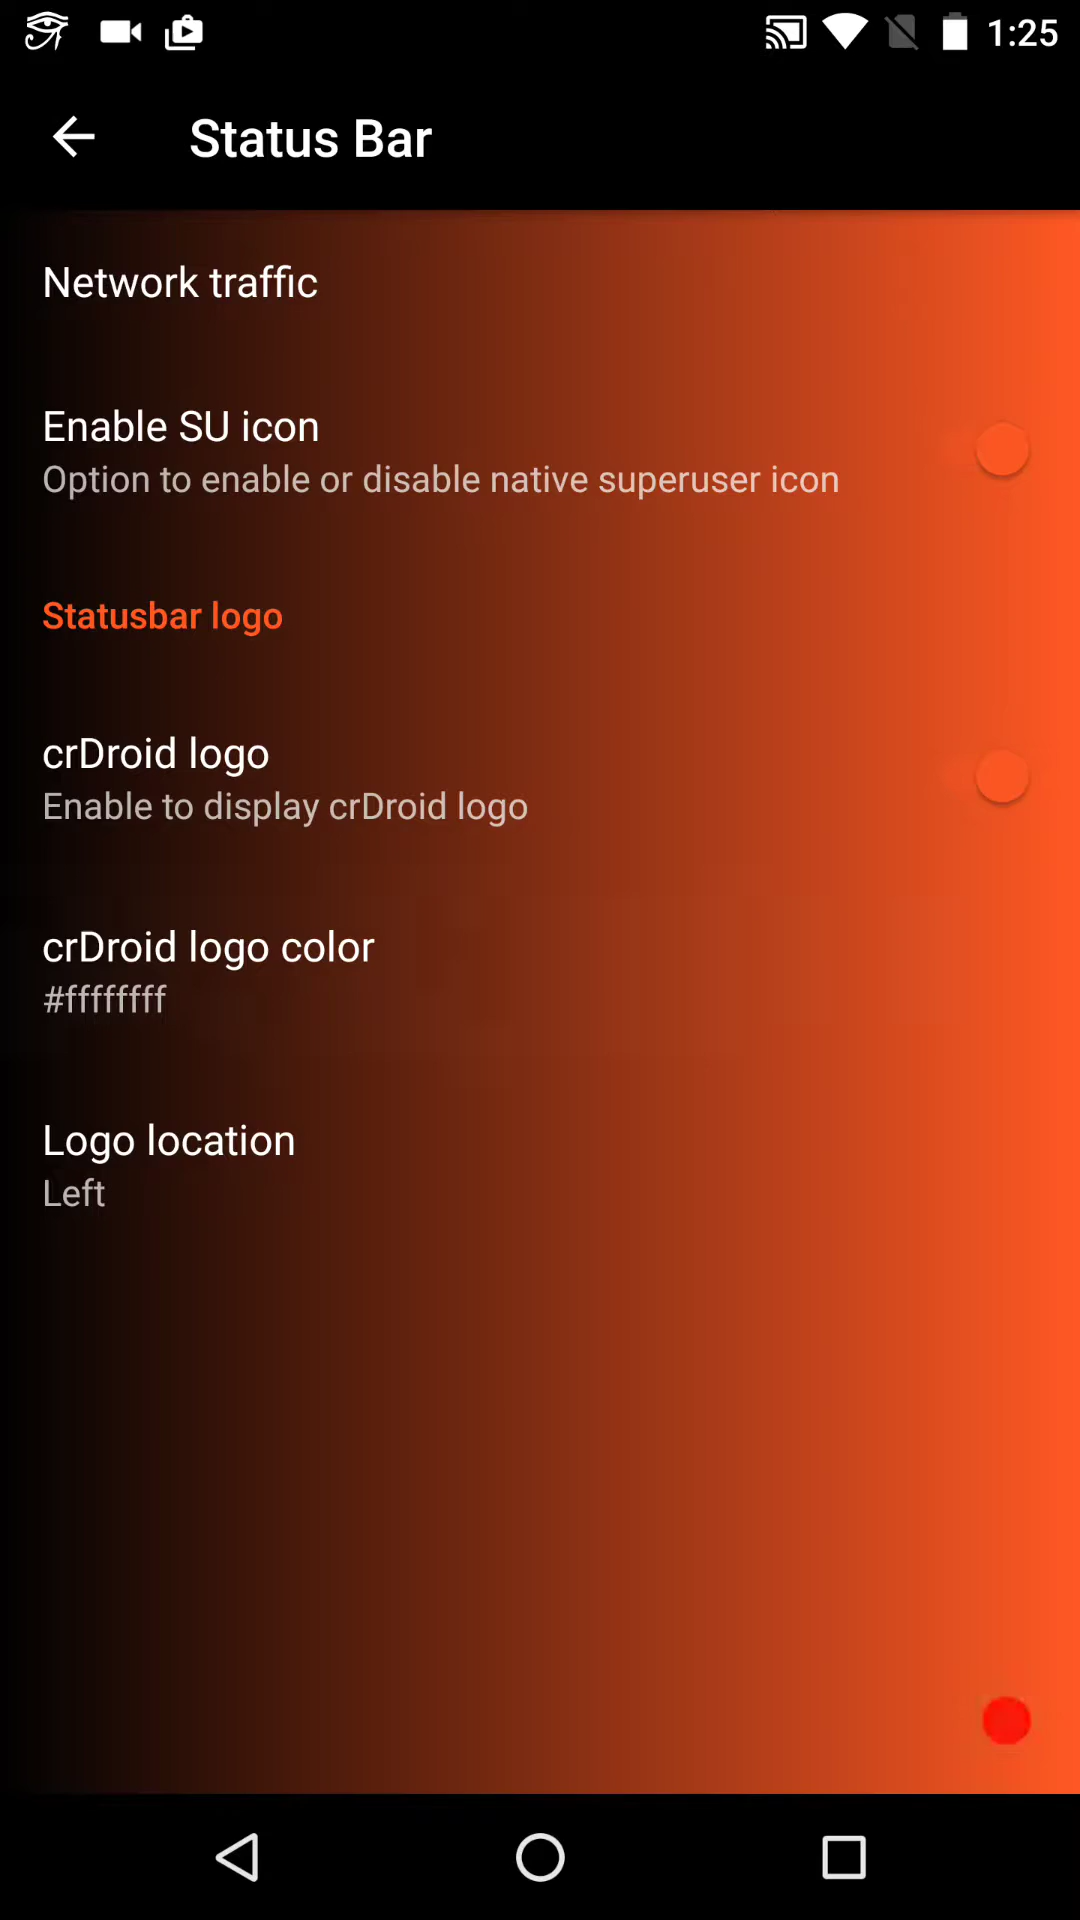 1:25
Status Bar
Network traffic
Enable SU icon
Option to enable or disable native superuser icon
Statusbar logo
crDroid logo
Enable to display crDroid logo
crDroid logo color
#ffffffff
Logo location
Left